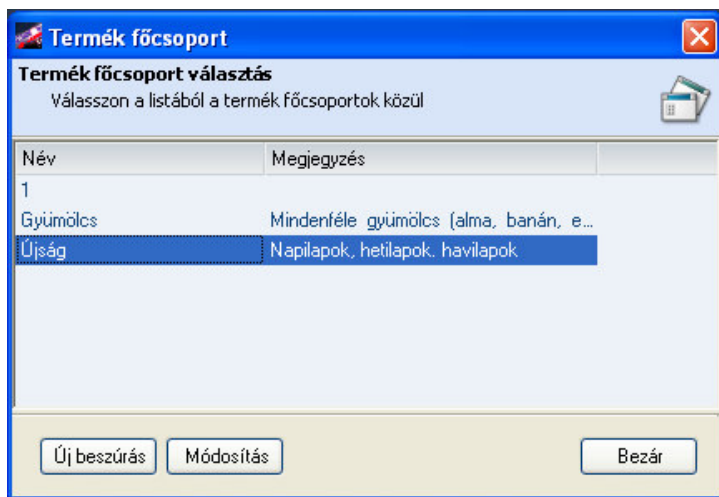 Termék főcsoport
Termék főcsoport választás
Válasszon a listából a termék főcsoportok közül
Név Megjegyzés
1
Gyümölcs Mindenféle gyümölcs (alma, banán, e...
Újság Napilapok, hetilapok. havilapok
Új beszúrás Módosítás Bezár